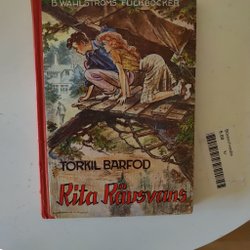 B. WAHLSTRÖMS FLICKBÖCKER
TORKIL BARFOD
Rita Rävsvans